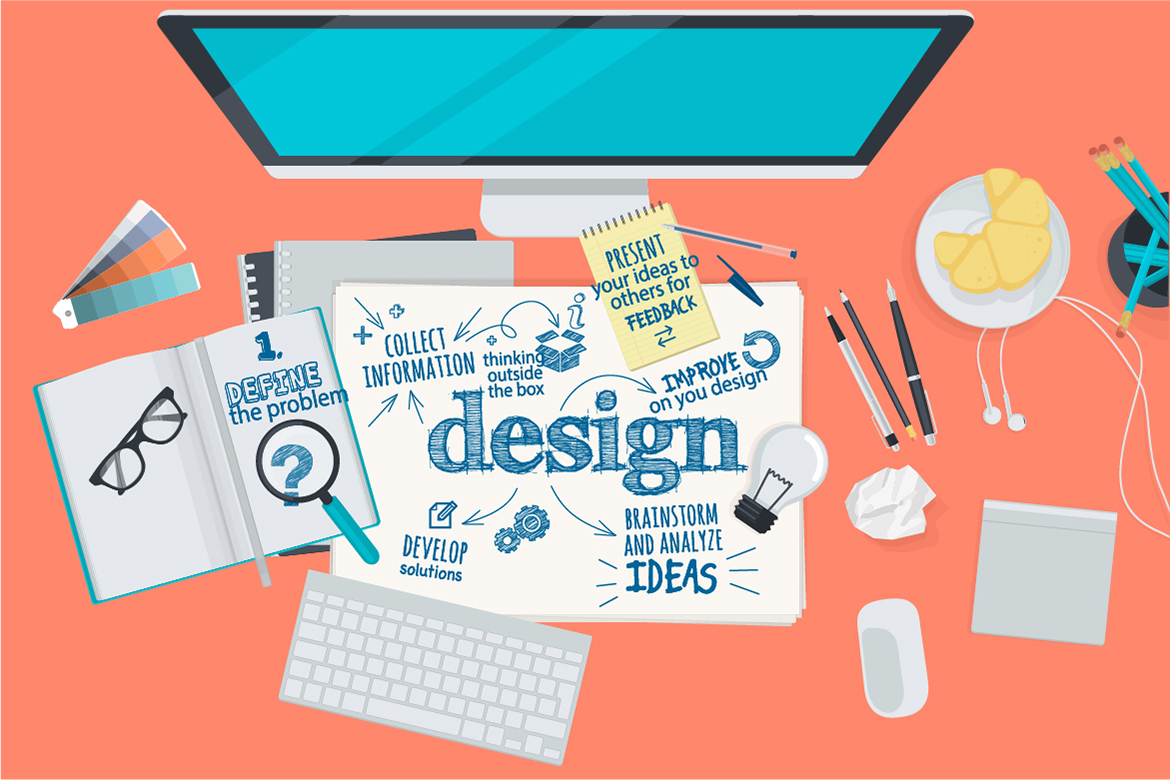 1.
DEFINE
the problem
?
COLLECT
INFORMATION
thinking
outside
the box
i
PRESENT
your ideas to
others for
FEEDBACK
IMPROVE
on you design
design
DEVELOP
solutions
BRAINSTORM
AND ANALYZE
IDEAS